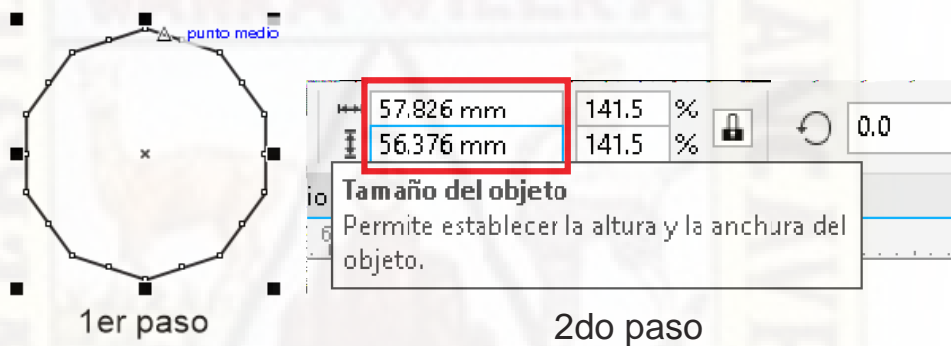 punto medio
57.826 mm 141.5 %
56.376 mm 141.5 %
0.0
io
Tamaño del objeto
6 Permite establecer la altura y la anchura del
objeto.
1er paso
2do paso